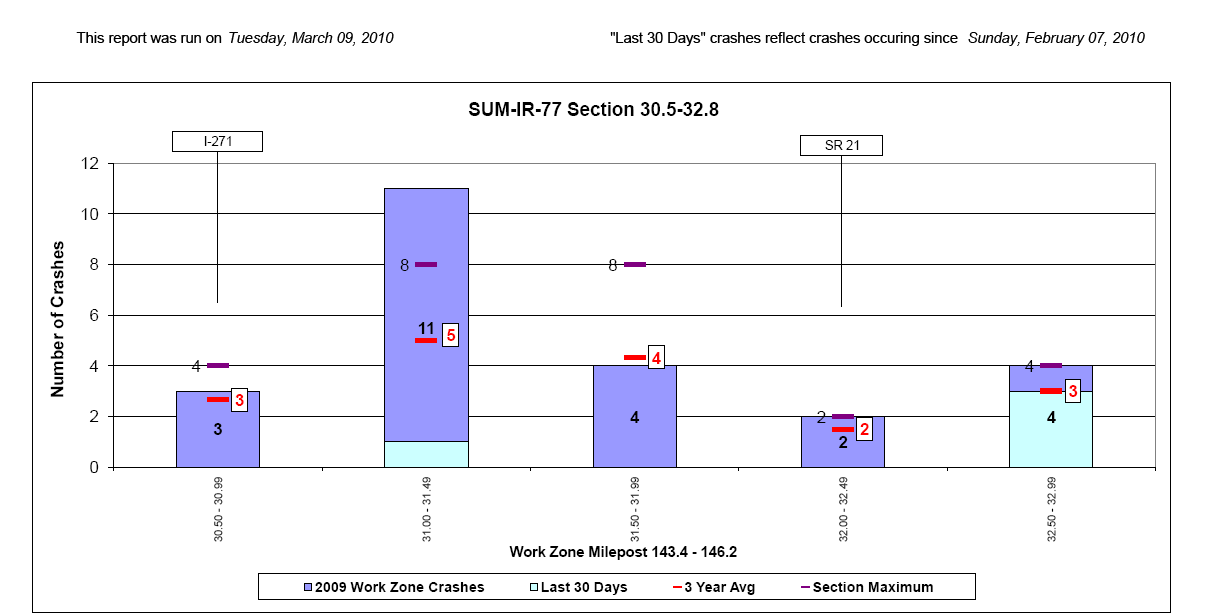 This report was run on Tuesday, March 09, 2010
"Last 30 Days" crashes reflect crashes occuring since Sunday, February 07, 2010
SUM-IR-77 Section 30.5-32.8
I-271
SR 21
Number of Crashes
12
10
8
6
4
2
0
4
3
3
8
11
5
8
4
4
2
2
2
4
3
4
30.50 - 30.99
31.00 - 31.49
31.50 - 31.99
32.00 - 32.49
32.50 - 32.99
Work Zone Milepost 143.4 - 146.2
2009 Work Zone Crashes
Last 30 Days
3 Year Avg
Section Maximum